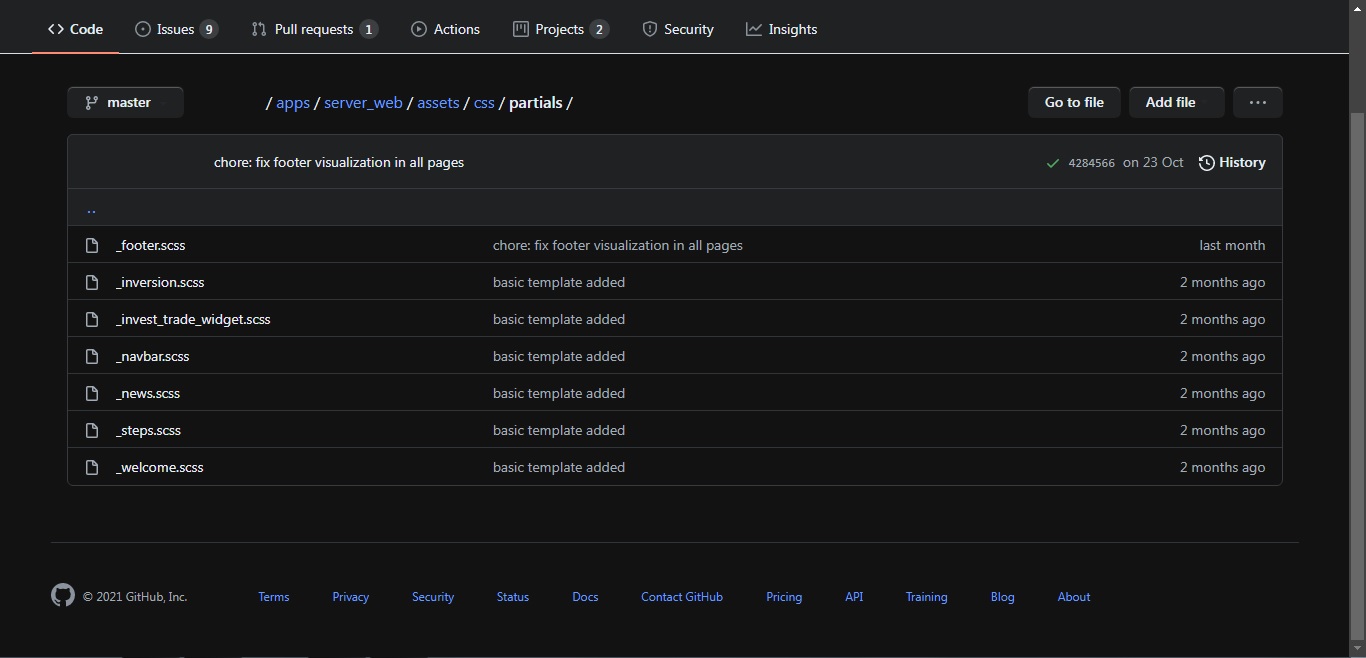 Code Issues 9 Pull requests 1 Actions Projects 2 Security Insights
master / apps / server_web / assets / css / partials / Go to file Add file ...
chore: fix footer visualization in all pages 4284566 on 23 Oct History
..
_footer.scss chore: fix footer visualization in all pages last month
_inversion.scss basic template added 2 months ago
_invest_trade_widget.scss basic template added 2 months ago
_navbar.scss basic template added 2 months ago
_news.scss basic template added 2 months ago
_steps.scss basic template added 2 months ago
_welcome.scss basic template added 2 months ago
© 2021 GitHub, Inc. Terms Privacy Security Status Docs Contact GitHub Pricing API Training Blog About